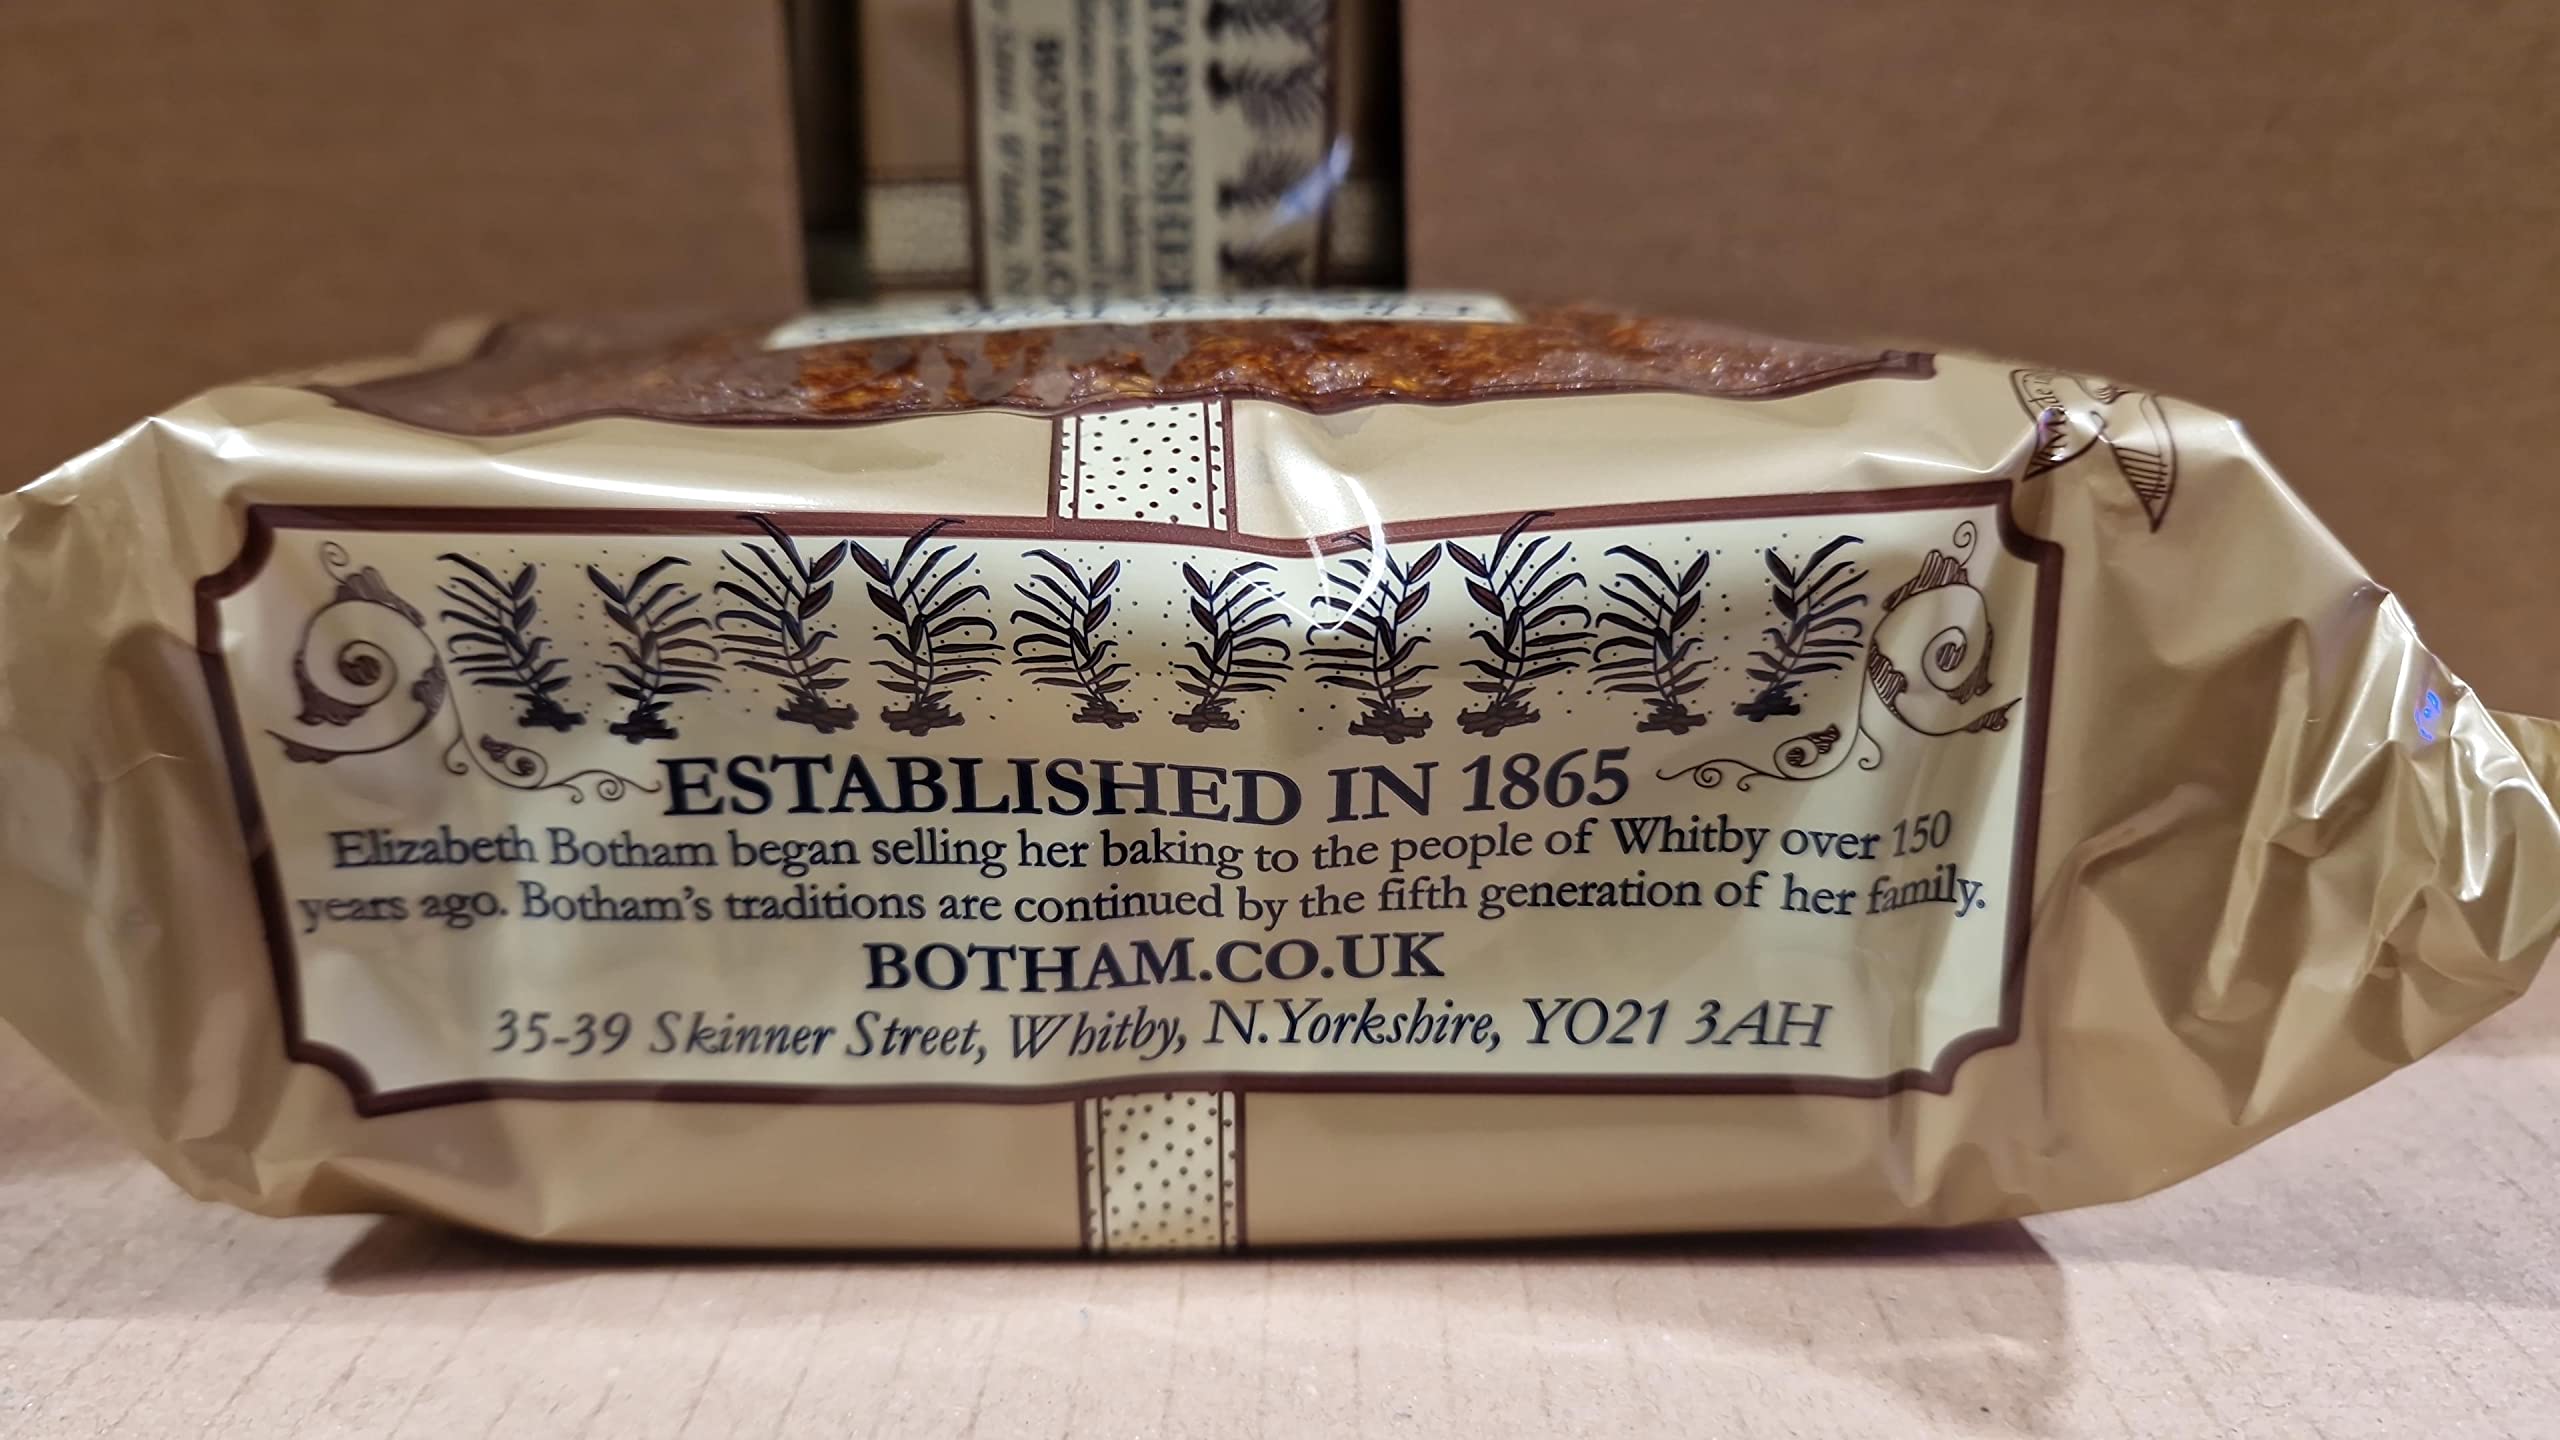 ESTABLISHED IN 1865
Elizabeth Botham began selling her baking to the people of Whitby over 150
years ago. Botham's traditions are continued by the fifth generation of her family.
BOTHAM.CO.UK
35-39 Skinner Street, Whitby, N.Yorkshire, YO21 3AH